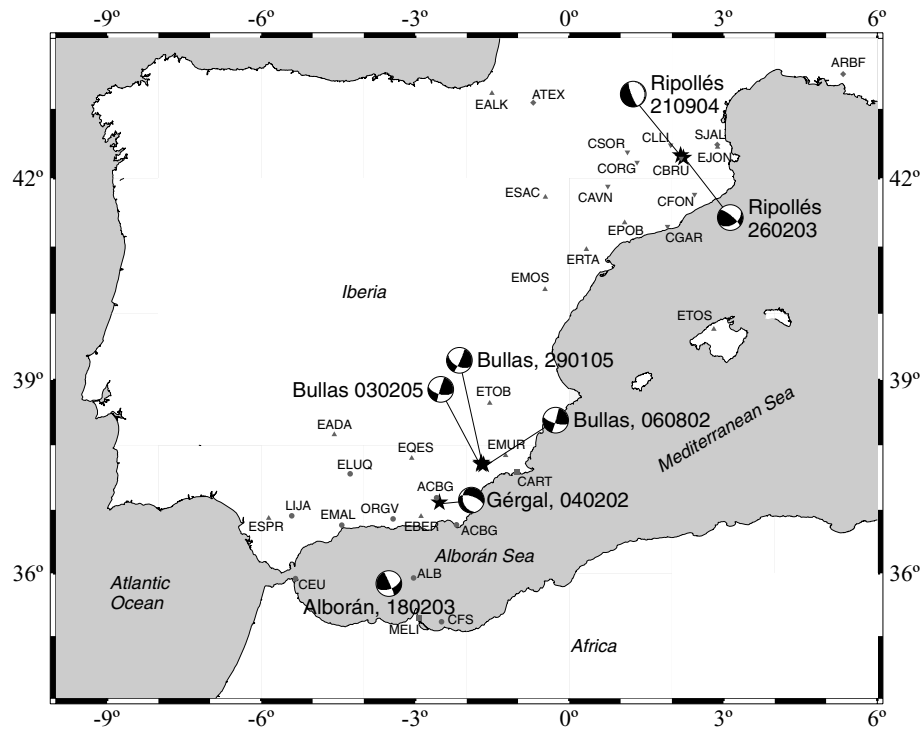 -9º -6º -3º 0º 3º 6º
ARBF
Ripollés
210904
EALK
ATEX
CLLI
SJAL
CSOR
EJON
CORG
CBRU
42º
42º
ESAC
CAVN
CFON
Ripollés
260203
EPOB
CGAR
ERTA
EMOS
Iberia
ETOS
Bullas, 290105
39º
Bullas 030205
ETOB
39º
Mediterranean Sea
Bullas, 060802
EADA
EQES
EMUR
ELUQ
CART
ACBG
Gérgal, 040202
LIJA
ORGV
ESPR
EMAL
EBER
ACBG
Alborán Sea
36º
ALB
36º
Atlantic
Ocean
CEU
Alborán, 180203
MELI
CFS
Africa
-9º -6º -3º 0º 3º 6º